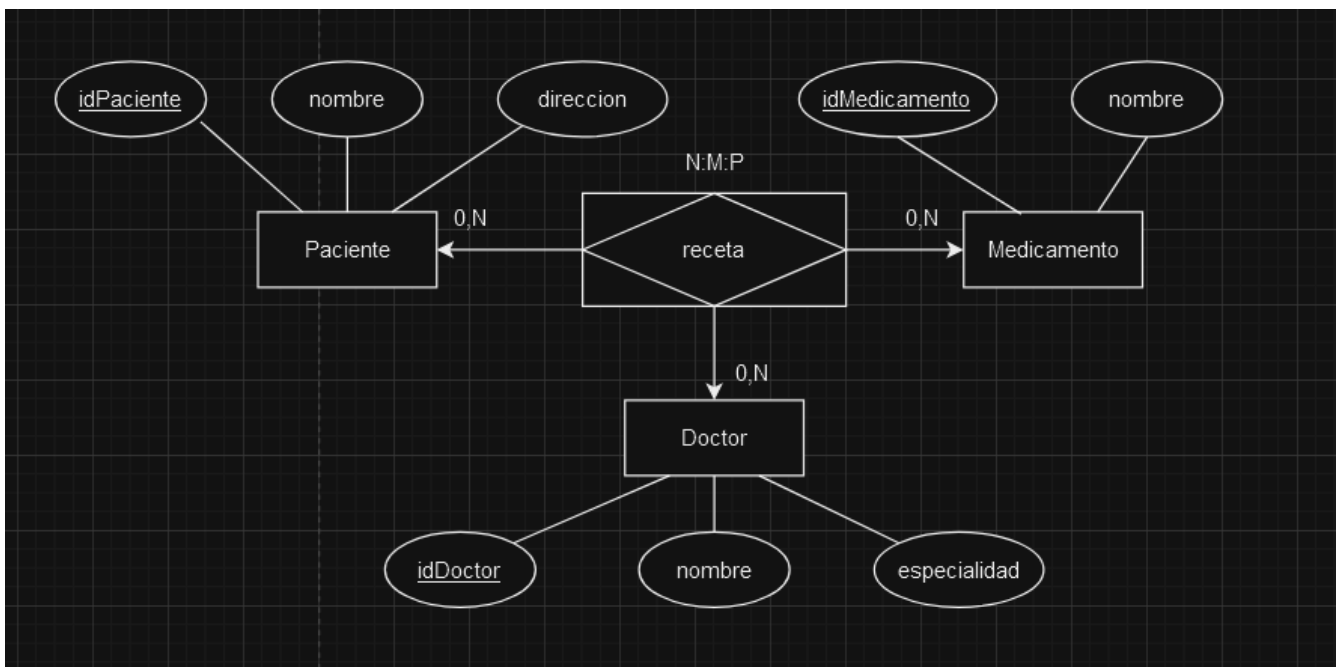 idPaciente
nombre
direccion
idMedicamento
nombre
N:M:P
0,N
0,N
Paciente
receta
Medicamento
0,N
Doctor
idDoctor
nombre
especialidad